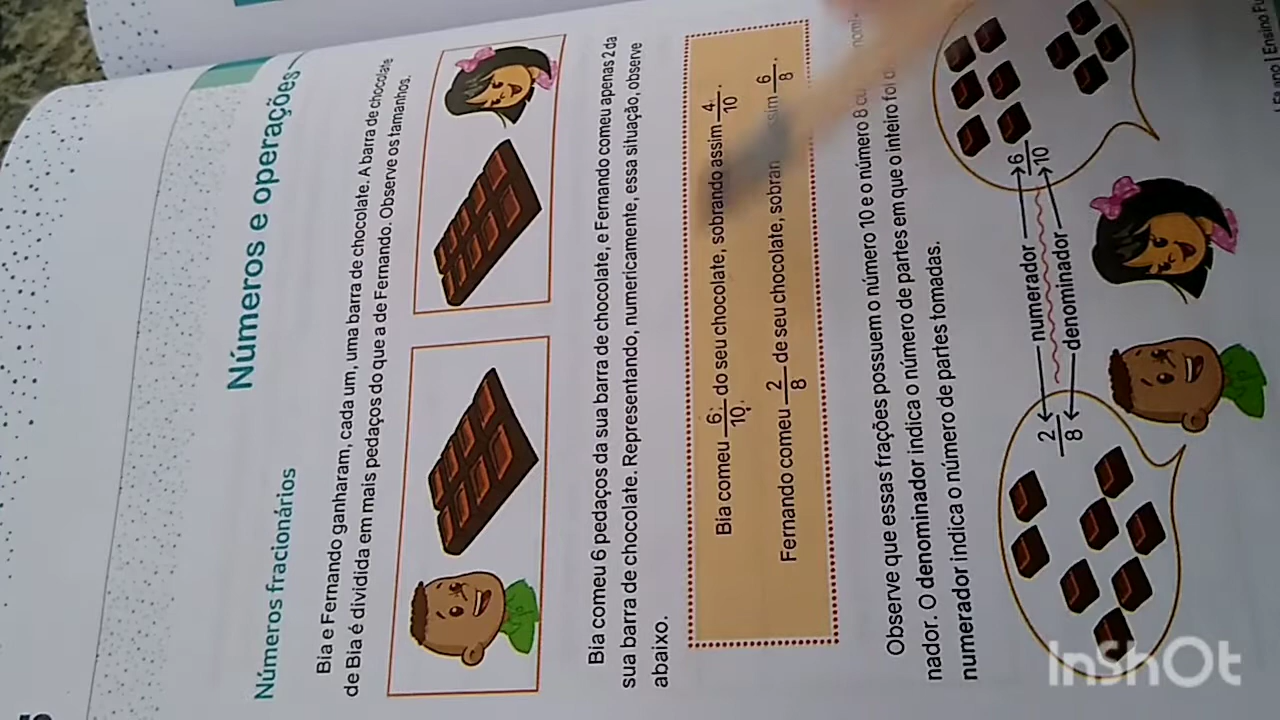 Números e operações
Números fracionários
Bia e Fernando ganharam, cada um, uma barra de chocolate. A barra de chocolate
de Bia é dividida em mais pedaços do que a de Fernando. Observe os tamanhos.
Bia comeu 6 pedaços da sua barra de chocolate, e Fernando comeu apenas 2 da
sua barra de chocolate. Representando, numericamente, essa situação, observe
abaixo.
Bia comeu 6/10 do seu chocolate, sobrando assim 4/10.
Fernando comeu 2/8 de seu chocolate, sobran sim 6/8.
Observe que essas frações possuem o número 10 e o número 8 nomi-
nador. O denominador indica o número de partes em que o inteiro foi
numerador indica o número de partes tomadas.
2/8
numerador
denominador
6/10
ano | Ensino Fu
InShOt